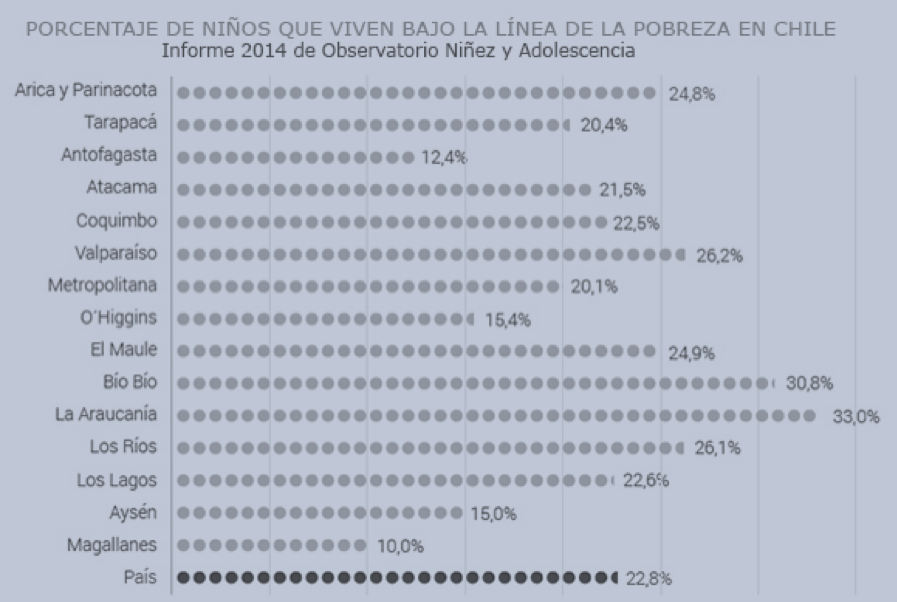 PORCENTAJE DE NIÑOS QUE VIVEN BAJO LA LÍNEA DE LA POBREZA EN CHILE
Informe 2014 de Observatorio Niñez y Adolescencia
Arica y Parinacota 24,8%
Tarapacá 20,4%
Antofagasta 12,4%
Atacama 21,5%
Coquimbo 22,5%
Valparaíso 26,2%
Metropolitana 20,1%
O´Higgins 15,4%
El Maule 24,9%
Bío Bío 30,8%
La Araucanía 33,0%
Los Ríos 26,1%
Los Lagos 22,6%
Aysén 15,0%
Magallanes 10,0%
País 22,8%